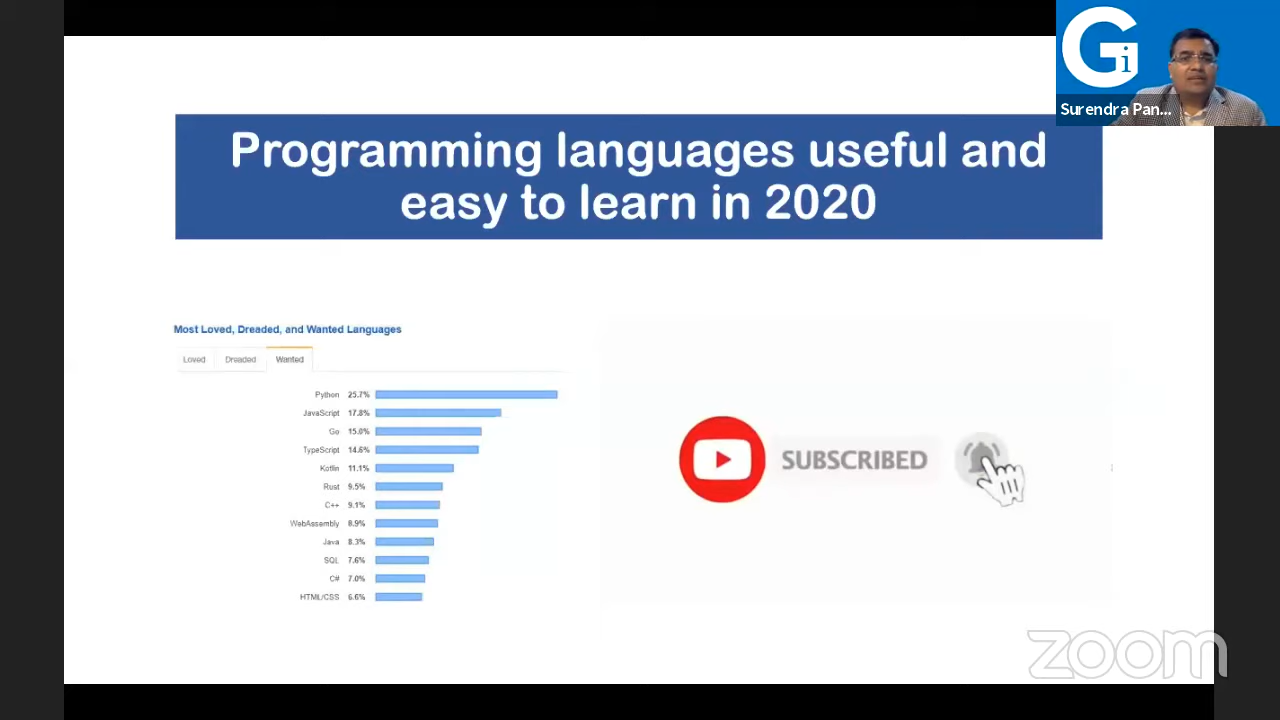 Gi
Surendra Pan...
Programming languages useful and
easy to learn in 2020
Most Loved, Dreaded, and Wanted Languages
Loved Dreaded Wanted
Python 25.7%
JavaScript 17.8%
Go 15.0%
TypeScript 14.6%
Kotlin 11.1%
Rust 9.5%
C++ 9.1%
WebAssembly 8.9%
Java 8.3%
SQL 7.6%
C# 7.0%
HTML/CSS 6.6%
SUBSCRIBED
zoom